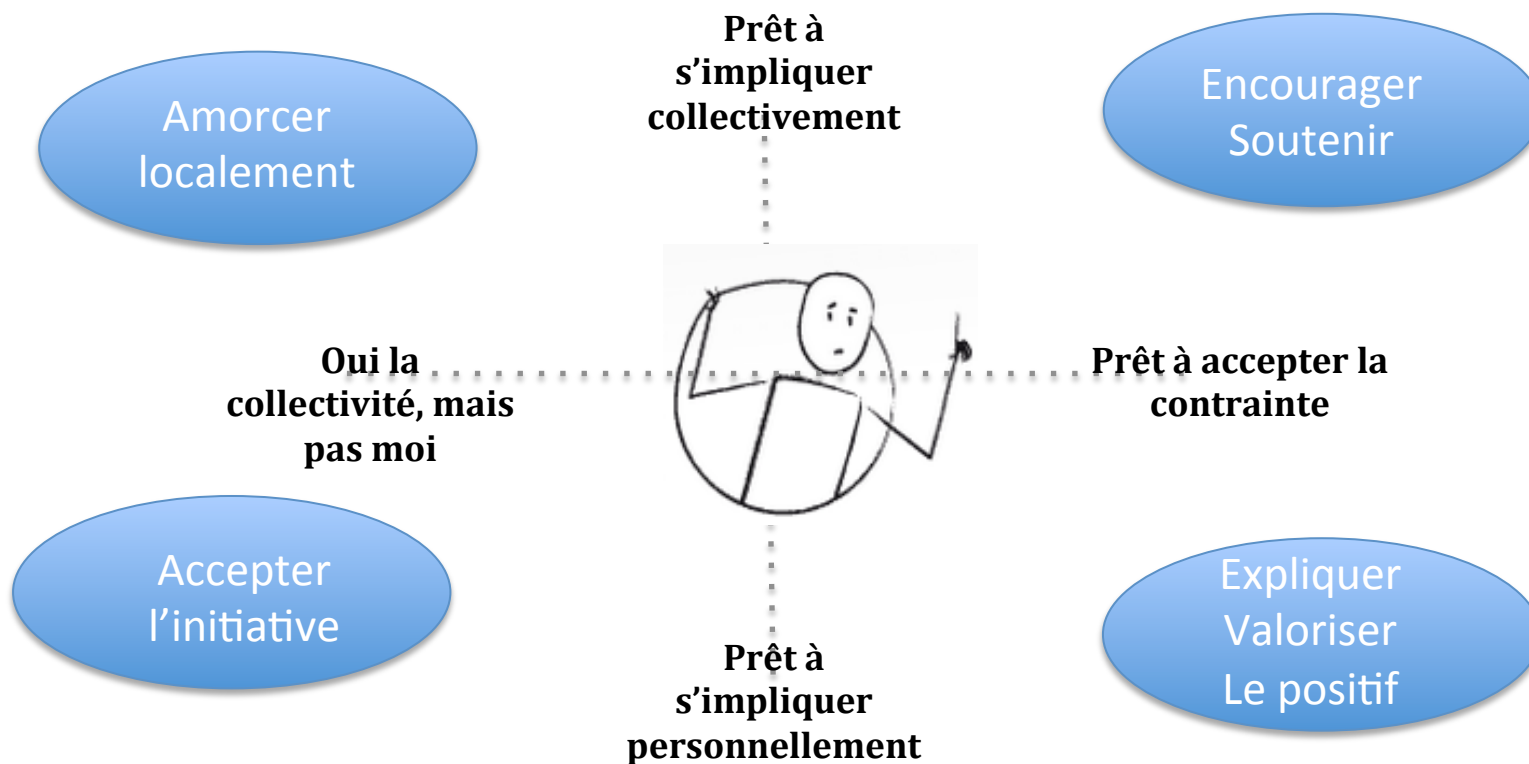 Prêt à
s’impliquer
collectivement
Amorcer
localement
Encourager
Soutenir
Oui la
collectivité, mais
pas moi
Prêt à accepter la
contrainte
Accepter
l’initiative
Expliquer
Valoriser
Le positif
Prêt à
s’impliquer
personnellement